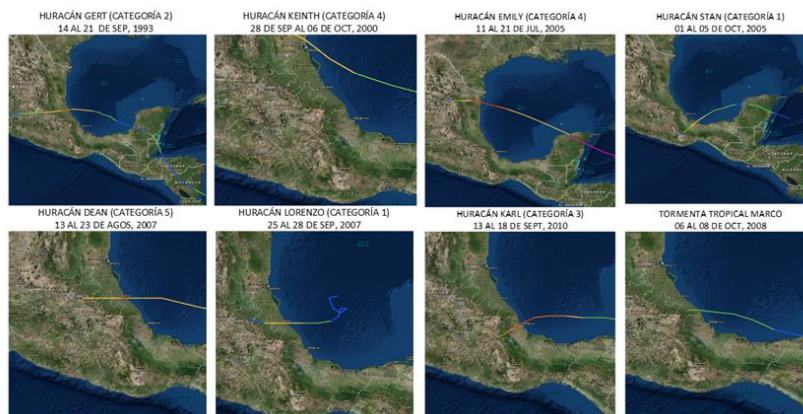 HURACÁN GERT (CATEGORÍA 2)
14 AL 21 DE SEP, 1993
HURACÁN KEINTH (CATEGORÍA 4)
28 DE SEP AL 06 DE OCT, 2000
HURACÁN EMILY (CATEGORÍA 4)
11 AL 21 DE JUL, 2005
HURACÁN STAN (CATEGORÍA 1)
01 AL 05 DE OCT, 2005
HURACÁN DEAN (CATEGORÍA 5)
13 AL 23 DE AGOS, 2007
HURACÁN LORENZO (CATEGORÍA 1)
25 AL 28 DE SEP, 2007
HURACÁN KARL (CATEGORÍA 3)
13 AL 18 DE SEPT, 2010
TORMENTA TROPICAL MARCO
06 AL 08 DE OCT, 2008